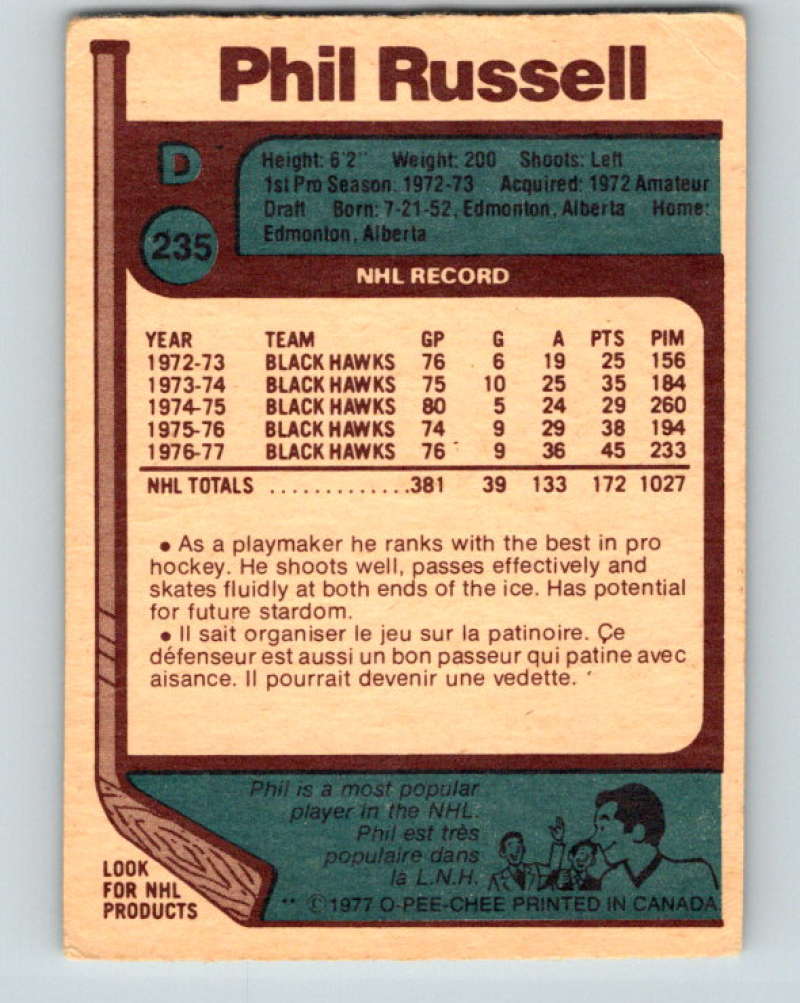 Phil Russell
D
Height: 6'2" Weight: 200 Shoots: Left
1st Pro Season: 1972-73 Acquired: 1972 Amateur
Draft Born: 7-21-52, Edmonton, Alberta Home:
Edmonton, Alberta
235
NHL RECORD
YEAR TEAM GP G A PTS PIM
1972-73 BLACK HAWKS 76 6 19 25 156
1973-74 BLACK HAWKS 75 10 25 35 184
1974-75 BLACK HAWKS 80 5 24 29 260
1975-76 BLACK HAWKS 74 9 29 38 194
1976-77 BLACK HAWKS 76 9 36 45 233
NHL TOTALS .............381 39 133 172 1027
• As a playmaker he ranks with the best in pro
hockey. He shoots well, passes effectively and
skates fluidly at both ends of the ice. Has potential
for future stardom.
• Il sait organiser le jeu sur la patinoire. Çe
défenseur est aussi un bon passeur qui patine avec
aisance. Il pourrait devenir une vedette.
Phil is a most popular
player in the NHL.
Phil est très
populaire dans
là L.N.H.
LOOK
FOR NHL
PRODUCTS
** ©1977 O-PEE-CHEE PRINTED IN CANADA